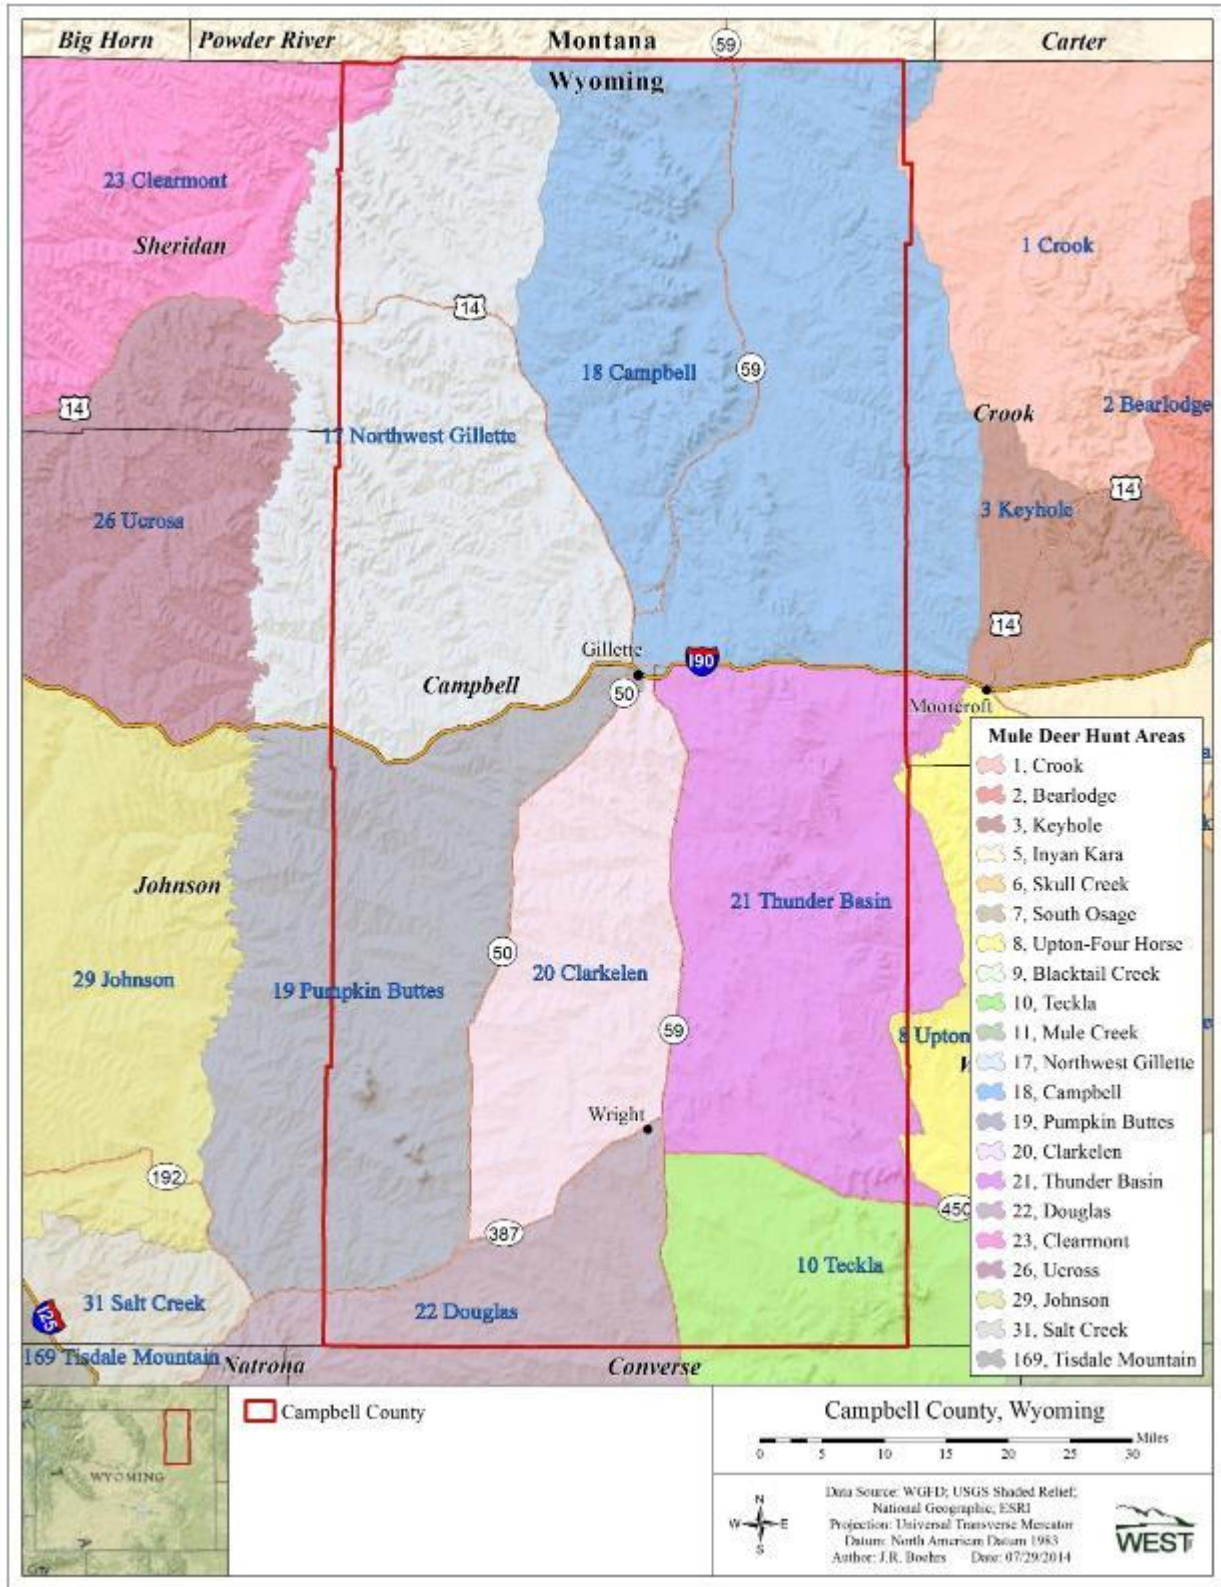 Big Horn
Powder River
Montana
59
Carter
Wyoming
23 Clearmont
Sheridan
1 Crook
14
59
18 Campbell
14
Crook
2 Bearlodge
17 Northwest Gillette
14
3 Keyhole
26 Ucross
14
Gillette
I90
Campbell
50
Moorcroft
Johnson
21 Thunder Basin
50
20 Clarkelen
29 Johnson
19 Pumpkin Buttes
59
8 Upton
Wright
192
450
387
10 Teckla
31 Salt Creek
I25
22 Douglas
169 Tisdale Mountain
Natrona
Converse
Mule Deer Hunt Areas
1, Crook
2, Bearlodge
3, Keyhole
5, Inyan Kara
6, Skull Creek
7, South Osage
8, Upton-Four Horse
9, Blacktail Creek
10, Teckla
11, Mule Creek
17, Northwest Gillette
18, Campbell
19, Pumpkin Buttes
20, Clarkelen
21, Thunder Basin
22, Douglas
23, Clearmont
26, Ucross
29, Johnson
31, Salt Creek
169, Tisdale Mountain
WYOMING
Campbell County
Campbell County, Wyoming
Miles
0 5 10 15 20 25 30
N
W E
S
Data Source: WGFD; USGS Shaded Relief;
National Geographic, ESRI
Projection: Universal Transverse Mercator
Datum: North American Datum 1983
Author: J.R. Boehrs Date: 07/29/2014
WEST